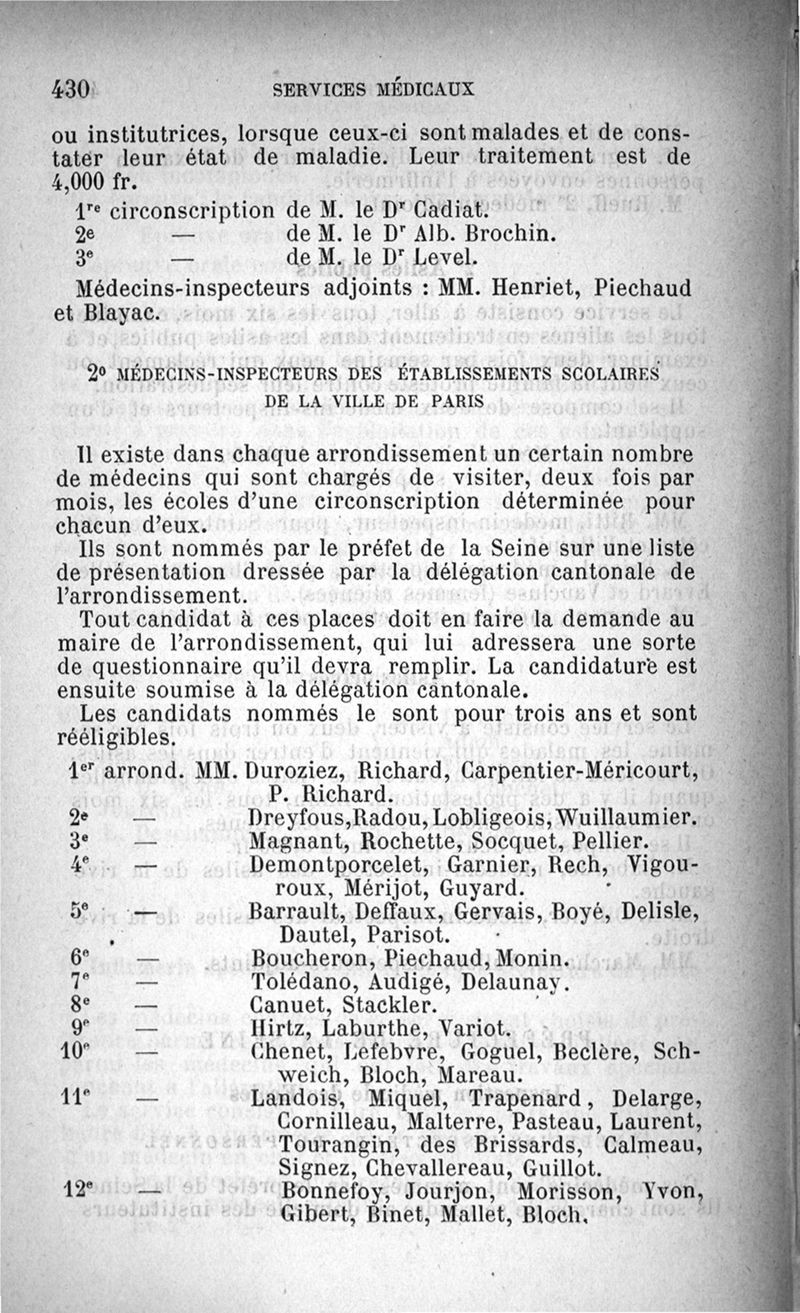 430 SERVICES MÉDICAUX
ou institutrices, lorsque ceux-ci sont malades et de cons-
tater leur état de maladie. Leur traitement est de
4,000 fr.
1re circonscription de M. le Dr Cadiat.
2e — de M. le Dr Alb. Brochin.
3e — de M. le Dr Level.
Médecins-inspecteurs adjoints : MM. Henriet, Piechaud
et Blayac.
2º MÉDECINS-INSPECTEURS DES ÉTABLISSEMENTS SCOLAIRES
DE LA VILLE DE PARIS
Il existe dans chaque arrondissement un certain nombre
de médecins qui sont chargés de visiter, deux fois par
mois, les écoles d'une circonscription déterminée pour
chacun d'eux.
Ils sont nommés par le préfet de la Seine sur une liste
de présentation dressée par la délégation cantonale de
l'arrondissement.
Tout candidat à ces places doit en faire la demande au
maire de l'arrondissement, qui lui adressera une sorte
de questionnaire qu'il devra remplir. La candidature est
ensuite soumise à la délégation cantonale.
Les candidats nommés le sont pour trois ans et sont
rééligibles.
1er arrond. MM. Duroziez, Richard, Carpentier-Méricourt,
P. Richard.
2e — Dreyfous, Radou, Lobligeois, Wuillaumier.
3e — Magnant, Rochette, Socquet, Pellier.
4e — Demontporcelet, Garnier, Rech, Vigou-
roux, Mérijot, Guyard.
5e — Barrault, Deffaux, Gervais, Boyé, Delisle,
Dautel, Parisot.
6e — Boucheron, Piechaud, Monin.
7e — Tolédano, Audigé, Delaunay.
8e — Canuet, Stackler.
9e — Hirtz, Laburthe, Variot.
10e — Chenet, Lefebvre, Goguel, Beclère, Sch-
weich, Bloch, Mareau.
11e — Landois, Miquel, Trapenard, Delarge,
Cornilleau, Malterre, Pasteau, Laurent,
Tourangin, des Brissards, Calmeau,
Signez, Chevallereau, Guillot.
12e — Bonnefoy, Jourjon, Morisson, Yvon,
Gibert, Binet, Mallet, Bloch.